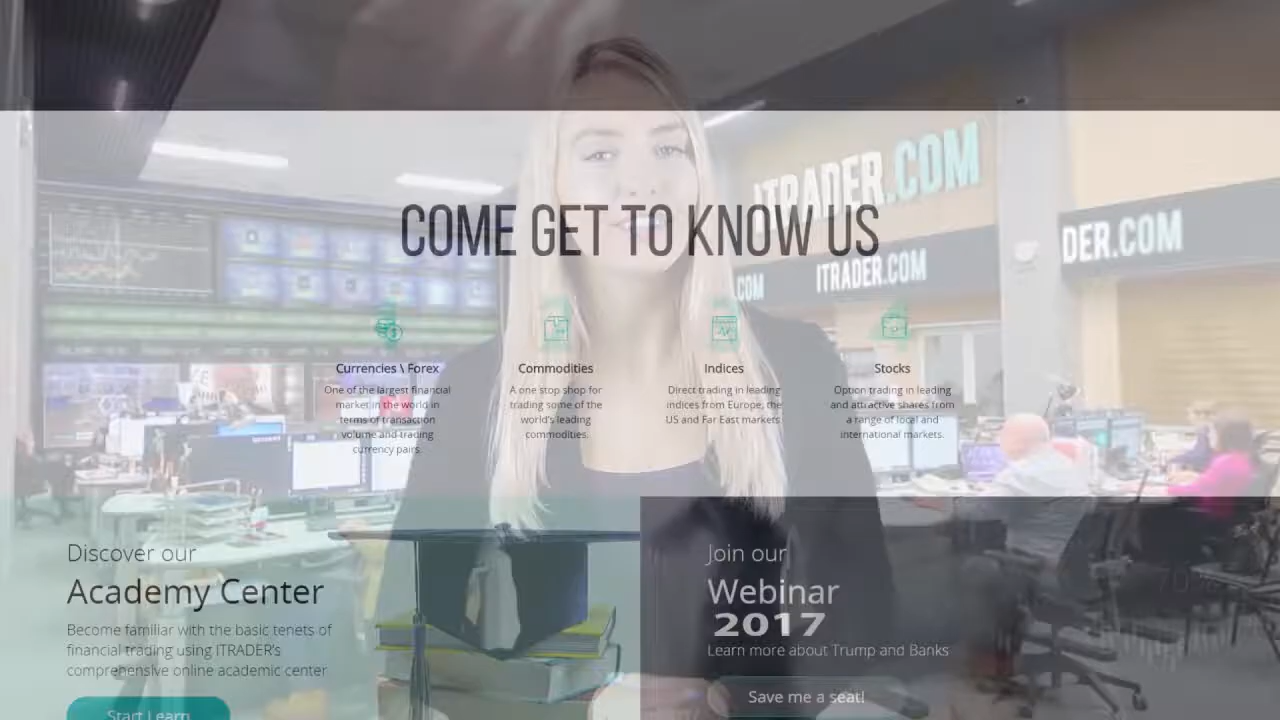 ITRADER.COM
COME GET TO KNOW US
DER.COM
.COM
ITRADER.COM
Currencies \ Forex
One of the largest financial
market in the world in
terms of transaction
volume and trading
currency pairs.
Commodities
A one stop shop for
trading some of the
world's leading
commodities.
Indices
Direct trading in leading
indices from Europe, the
US and Far East markets
Stocks
Option trading in leading
and attractive shares from
a range of local and
international markets.
Discover our
Academy Center
Become familiar with the basic tenets of
financial trading using ITRADER's
comprehensive online academic center
Start Learn
Join our
Webinar
2017
Learn more about Trump and Banks
Save me a seat!